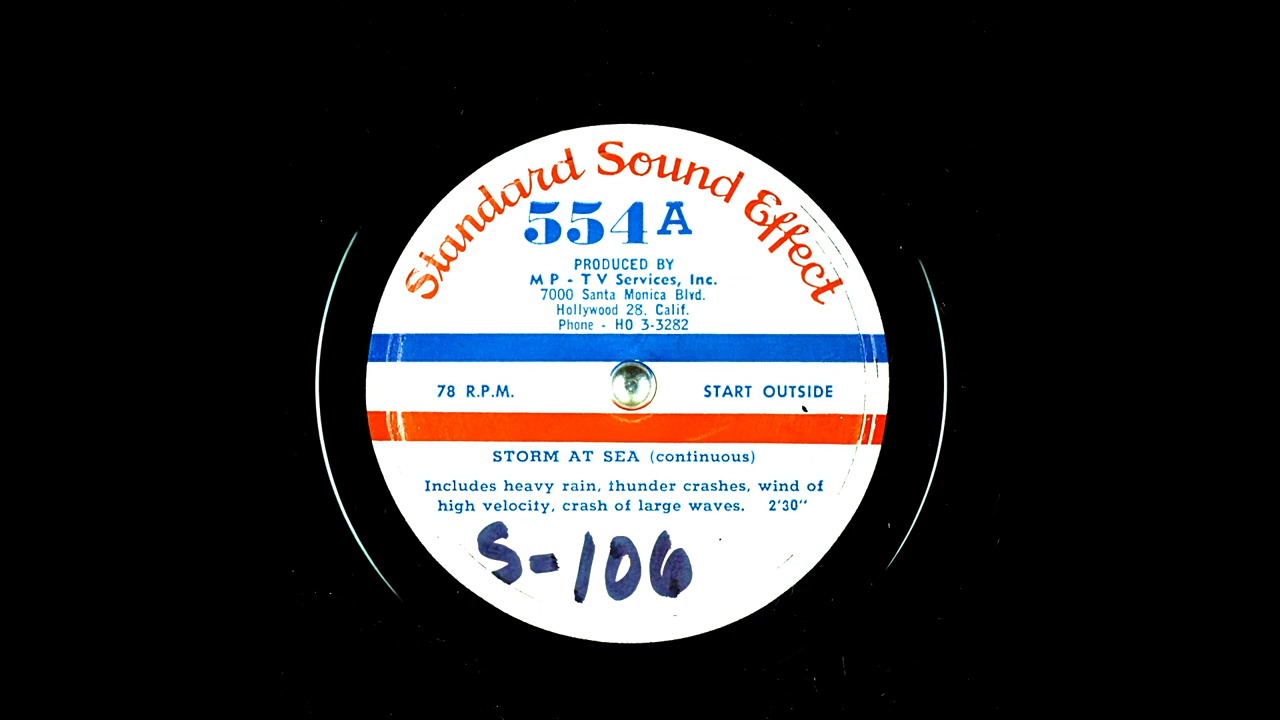 Standard Sound Effect
554 A
PRODUCED BY
M P - T V Services, Inc.
7000 Santa Monica Blvd.
Hollywood 28, Calif.
Phone - HO 3-3282
78 R.P.M. START OUTSIDE
STORM AT SEA (continuous)
Includes heavy rain, thunder crashes, wind of
high velocity, crash of large waves. 2'30"
S-106